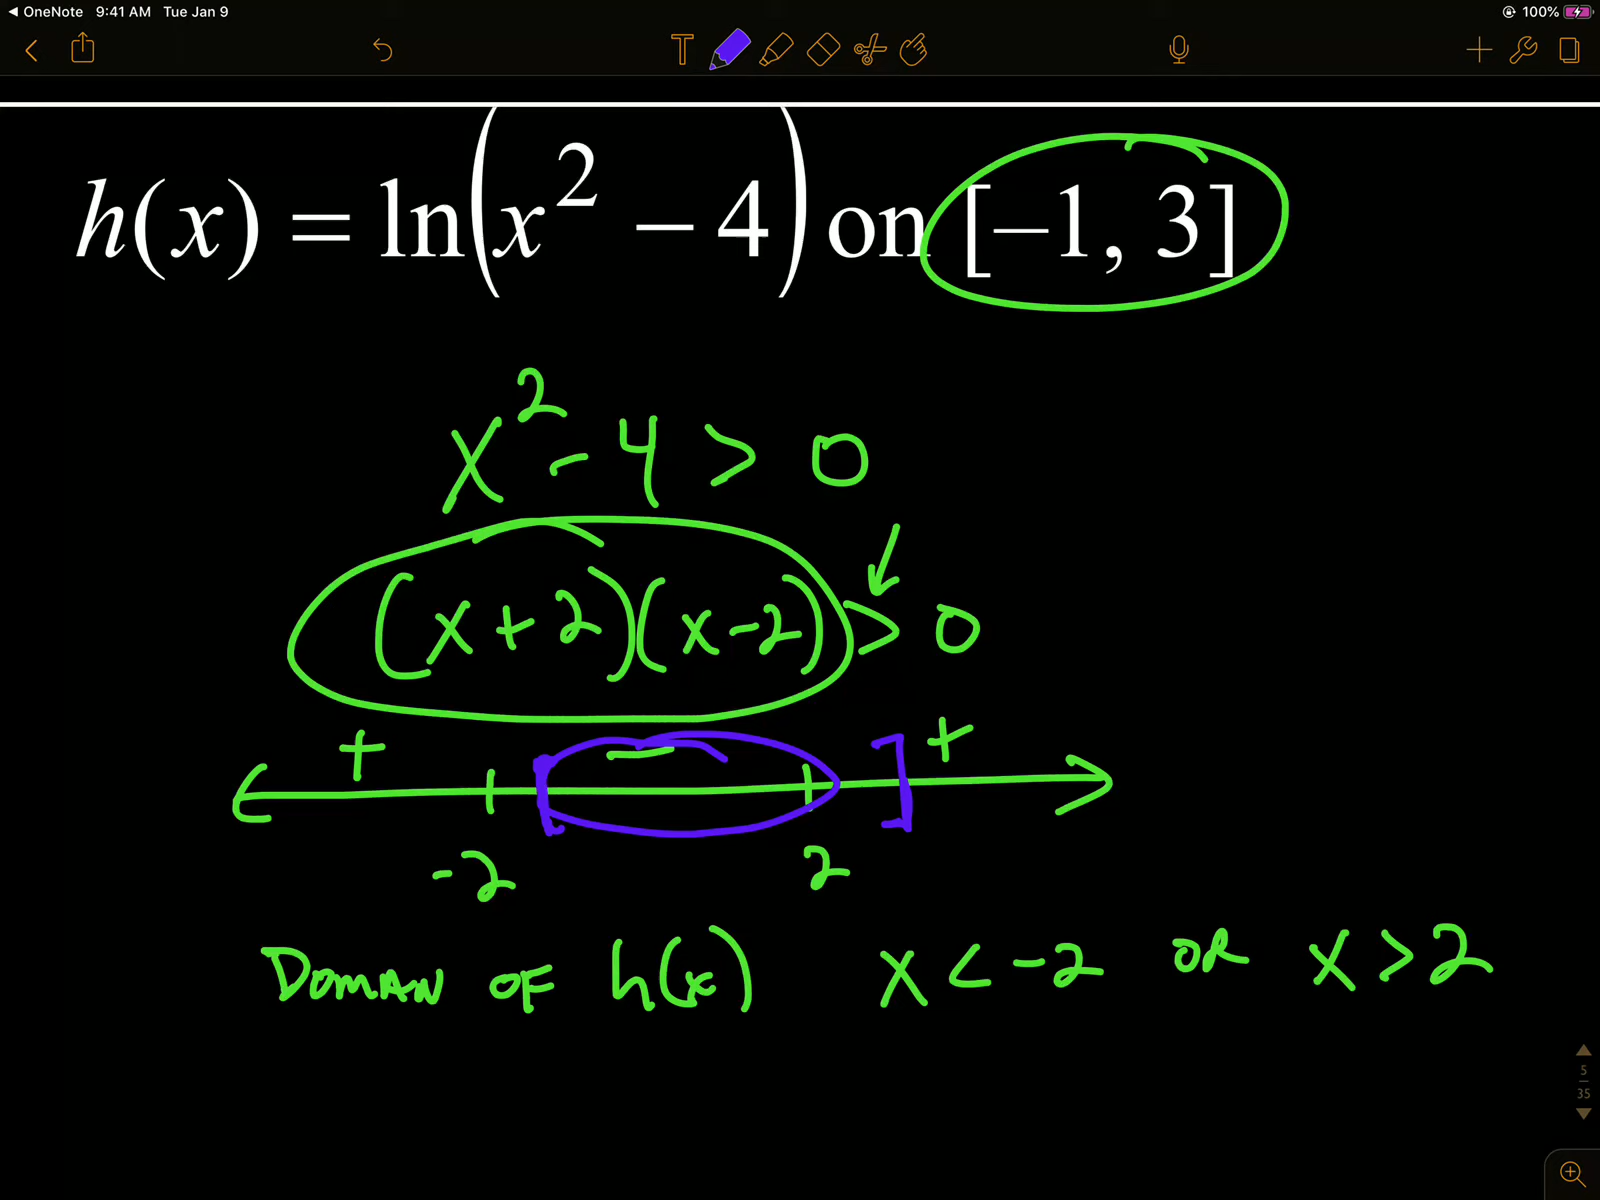 OneNote 9:41 AM Tue Jan 9 100%
T
h(x) = ln(x² − 4) on [−1, 3]
x² - 4 > 0
(x+2)(x-2) > 0
+ − +
[ ]
-2 2
DOMAN OF h(x) x < -2 OR x > 2
5
35